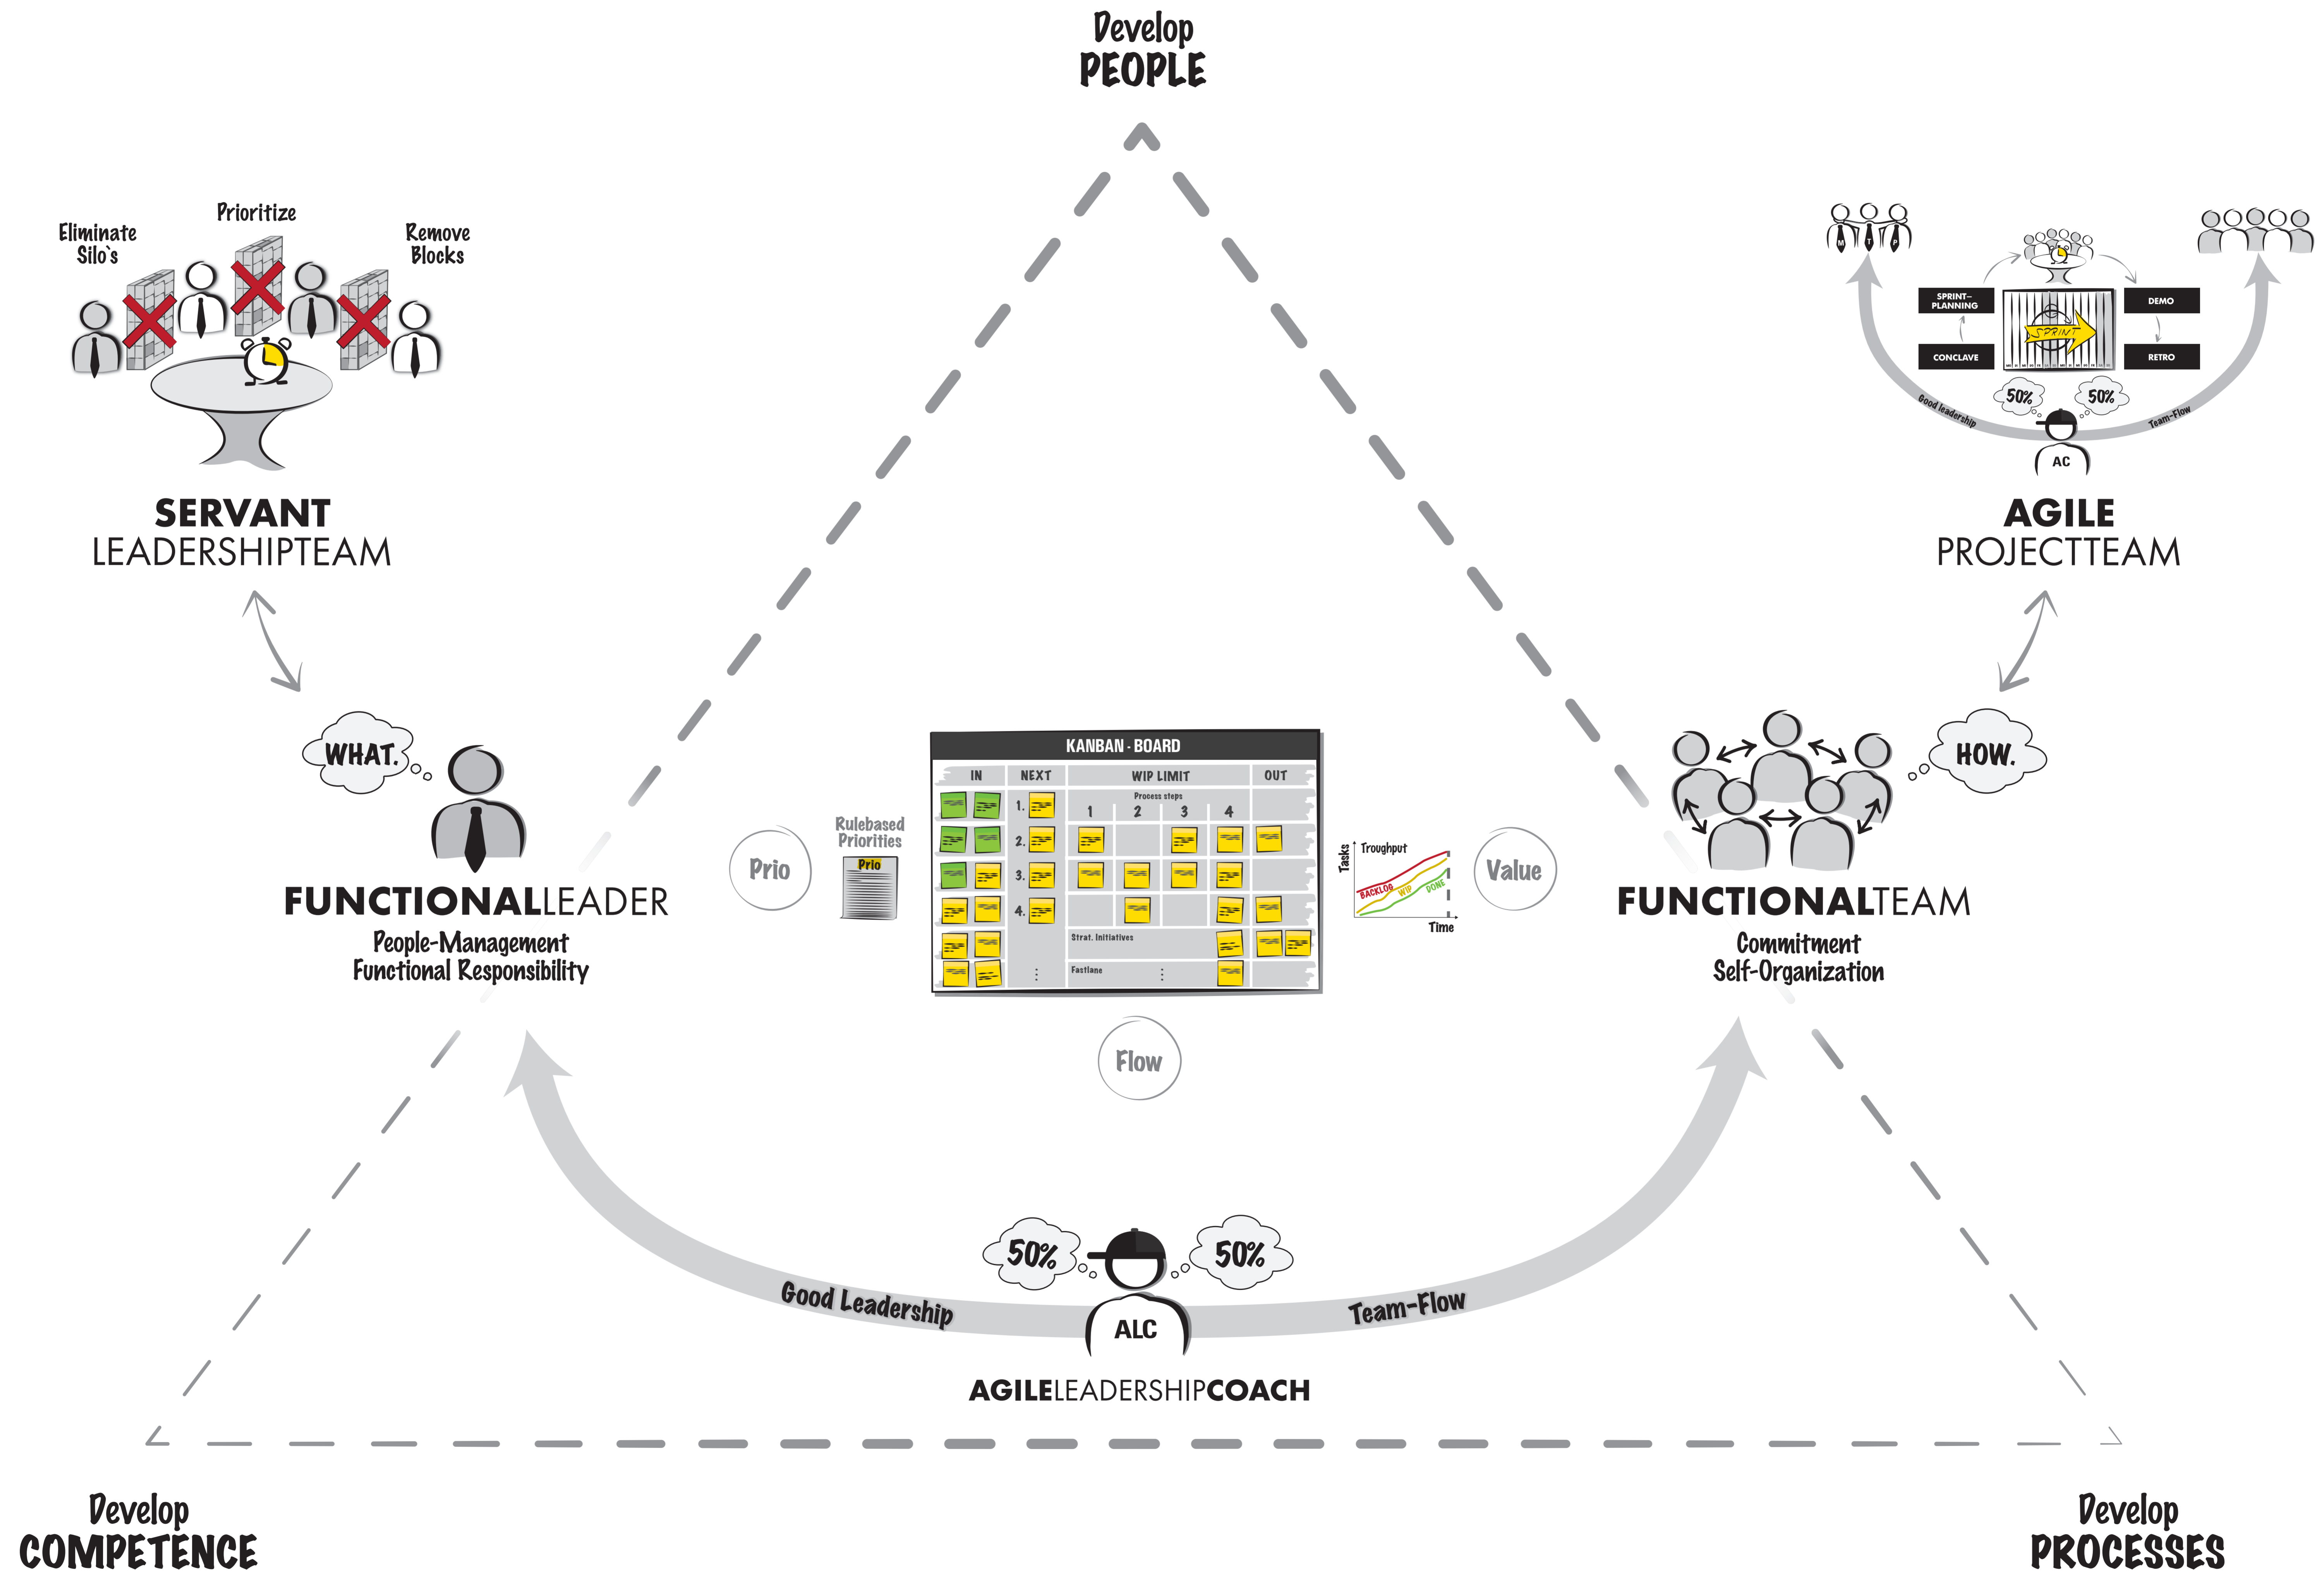 Develop
PEOPLE
Prioritize
Eliminate
Silo`s
Remove
Blocks
SERVANT
LEADERSHIPTEAM
M T P
SPRINT–
PLANNING
CONCLAVE
SPRINT
DEMO
RETRO
50%
50%
Good leadership
Team-Flow
AC
AGILE
PROJECTTEAM
WHAT.
FUNCTIONALLEADER
People-Management
Functional Responsibility
Prio
Rulebased
Priorities
Prio
KANBAN - BOARD
IN NEXT WIP LIMIT OUT
Process steps
1 2 3 4
1.
2.
3.
4.
Strat. Initiatives
Fastlane
Troughput
Tasks
BACKLOG
WIP
DONE
Time
Value
Flow
HOW.
FUNCTIONALTEAM
Commitment
Self-Organization
50%
50%
Good Leadership
Team-Flow
ALC
AGILELEADERSHIPCOACH
Develop
COMPETENCE
Develop
PROCESSES